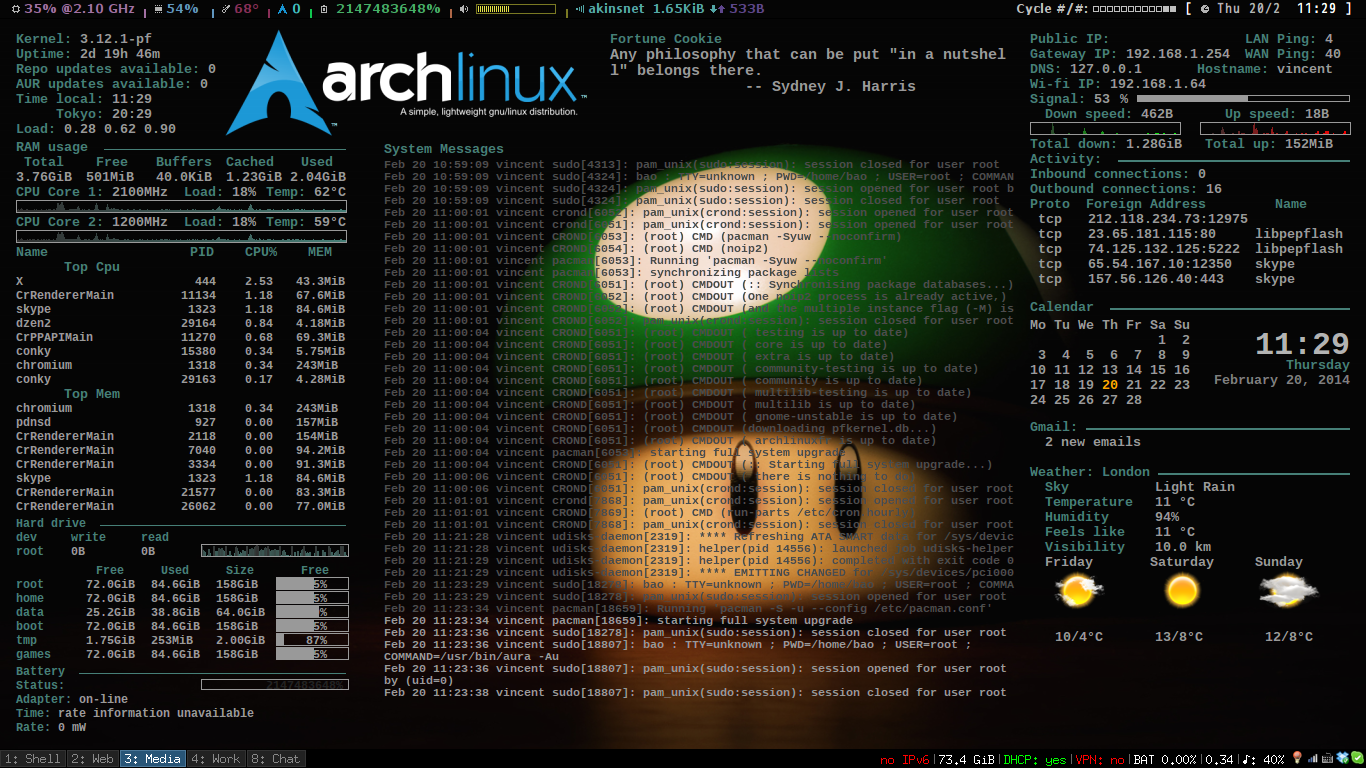 35% @2.10 GHz | 54% | 68° | 0 | 2147483648% | akinsnet 1.65KiB 533B
Cycle #/#: [ Thu 20/2 11:29 ]
Kernel: 3.12.1-pf
Uptime: 2d 19h 46m
Repo updates available: 0
AUR updates available: 0
Time local: 11:29
Tokyo: 20:29
Load: 0.28 0.62 0.90
archlinux™
A simple, lightweight gnu/linux distribution.
TM
Fortune Cookie
Any philosophy that can be put "in a nutshel
l" belongs there.
-- Sydney J. Harris
RAM usage
Total Free Buffers Cached Used
3.76GiB 501MiB 40.0KiB 1.23GiB 2.04GiB
CPU Core 1: 2100MHz Load: 18% Temp: 62°C
CPU Core 2: 1200MHz Load: 18% Temp: 59°C
Name PID CPU% MEM
Top Cpu
X 444 2.53 43.3MiB
CrRendererMain 11134 1.18 67.6MiB
skype 1323 1.18 84.6MiB
dzen2 29164 0.84 4.18MiB
CrPPAPIMain 11270 0.68 69.3MiB
conky 15380 0.34 5.75MiB
chromium 1318 0.34 243MiB
conky 29163 0.17 4.28MiB
Top Mem
chromium 1318 0.34 243MiB
pdnsd 927 0.00 157MiB
CrRendererMain 2118 0.00 154MiB
CrRendererMain 7040 0.00 94.2MiB
CrRendererMain 3334 0.00 91.3MiB
skype 1323 1.18 84.6MiB
CrRendererMain 21577 0.00 83.3MiB
CrRendererMain 26062 0.00 77.0MiB
Hard drive
dev write read
root 0B 0B
Free Used Size Free
root 72.0GiB 84.6GiB 158GiB 5%
home 72.0GiB 84.6GiB 158GiB 5%
data 25.2GiB 38.8GiB 64.0GiB %
boot 72.0GiB 84.6GiB 158GiB 5%
tmp 1.75GiB 253MiB 2.00GiB 87%
games 72.0GiB 84.6GiB 158GiB 5%
Battery
Status: 2147483648%
Adapter: on-line
Time: rate information unavailable
Rate: 0 mW
System Messages
Feb 20 10:59:09 vincent sudo[4313]: pam_unix(sudo:session): session closed for user root
Feb 20 10:59:09 vincent sudo[4324]: bao : TTY=unknown ; PWD=/home/bao ; USER=root ; COMMAN
Feb 20 10:59:09 vincent sudo[4324]: pam_unix(sudo:session): session opened for user root b
Feb 20 10:59:09 vincent sudo[4324]: pam_unix(sudo:session): session closed for user root
Feb 20 11:00:01 vincent crond[6052]: pam_unix(crond:session): session opened for user root
Feb 20 11:00:01 vincent crond[6051]: pam_unix(crond:session): session opened for user root
Feb 20 11:00:01 vincent CROND[6053]: (root) CMD (pacman -Syuw --noconfirm)
Feb 20 11:00:01 vincent CROND[6054]: (root) CMD (noip2)
Feb 20 11:00:01 vincent pacman[6053]: Running 'pacman -Syuw --noconfirm'
Feb 20 11:00:01 vincent pacman[6053]: synchronizing package lists
Feb 20 11:00:01 vincent CROND[6051]: (root) CMDOUT (:: Synchronising package databases...)
Feb 20 11:00:01 vincent CROND[6052]: (root) CMDOUT (One noip2 process is already active,)
Feb 20 11:00:01 vincent CROND[6052]: (root) CMDOUT (and the multiple instance flag (-M) is
Feb 20 11:00:01 vincent CROND[6052]: pam_unix(crond:session): session closed for user root
Feb 20 11:00:04 vincent CROND[6051]: (root) CMDOUT ( testing is up to date)
Feb 20 11:00:04 vincent CROND[6051]: (root) CMDOUT ( core is up to date)
Feb 20 11:00:04 vincent CROND[6051]: (root) CMDOUT ( extra is up to date)
Feb 20 11:00:04 vincent CROND[6051]: (root) CMDOUT ( community-testing is up to date)
Feb 20 11:00:04 vincent CROND[6051]: (root) CMDOUT ( community is up to date)
Feb 20 11:00:04 vincent CROND[6051]: (root) CMDOUT ( multilib-testing is up to date)
Feb 20 11:00:04 vincent CROND[6051]: (root) CMDOUT ( multilib is up to date)
Feb 20 11:00:04 vincent CROND[6051]: (root) CMDOUT ( gnome-unstable is up to date)
Feb 20 11:00:04 vincent CROND[6051]: (root) CMDOUT (downloading pfkernel.db...)
Feb 20 11:00:04 vincent CROND[6051]: (root) CMDOUT ( archlinuxfr is up to date)
Feb 20 11:00:04 vincent pacman[6053]: starting full system upgrade
Feb 20 11:00:04 vincent CROND[6051]: (root) CMDOUT (:: Starting full system upgrade...)
Feb 20 11:00:06 vincent CROND[6051]: (root) CMDOUT ( there is nothing to do)
Feb 20 11:00:06 vincent CROND[6051]: pam_unix(crond:session): session closed for user root
Feb 20 11:01:01 vincent crond[7868]: pam_unix(crond:session): session opened for user root
Feb 20 11:01:01 vincent CROND[7869]: (root) CMD (run-parts /etc/cron.hourly)
Feb 20 11:01:01 vincent CROND[7868]: pam_unix(crond:session): session closed for user root
Feb 20 11:21:28 vincent udisks-daemon[2319]: **** Refreshing ATA SMART data for /sys/devic
Feb 20 11:21:29 vincent udisks-daemon[2319]: helper(pid 14556): launched job udisks-helper
Feb 20 11:21:29 vincent udisks-daemon[2319]: helper(pid 14556): completed with exit code 0
Feb 20 11:21:29 vincent udisks-daemon[2319]: **** EMITTING CHANGED for /sys/devices/pci000
Feb 20 11:23:29 vincent sudo[18278]: bao : TTY=unknown ; PWD=/home/bao ; USER=root ; COMMA
Feb 20 11:23:29 vincent sudo[18278]: pam_unix(sudo:session): session opened for user root
Feb 20 11:23:34 vincent pacman[18659]: Running 'pacman -S -u --config /etc/pacman.conf'
Feb 20 11:23:34 vincent pacman[18659]: starting full system upgrade
Feb 20 11:23:36 vincent sudo[18278]: pam_unix(sudo:session): session closed for user root
Feb 20 11:23:36 vincent sudo[18807]: bao : TTY=unknown ; PWD=/home/bao ; USER=root ;
COMMAND=/usr/bin/aura -Au
Feb 20 11:23:36 vincent sudo[18807]: pam_unix(sudo:session): session opened for user root
by (uid=0)
Feb 20 11:23:38 vincent sudo[18807]: pam_unix(sudo:session): session closed for user root
Public IP: LAN Ping: 4
Gateway IP: 192.168.1.254 WAN Ping: 40
DNS: 127.0.0.1 Hostname: vincent
Wi-fi IP: 192.168.1.64
Signal: 53 %
Down speed: 462B Up speed: 18B
Total down: 1.28GiB Total up: 152MiB
Activity:
Inbound connections: 0
Outbound connections: 16
Proto Foreign Address Name
tcp 212.118.234.73:12975
tcp 23.65.181.115:80 libpepflash
tcp 74.125.132.125:5222 libpepflash
tcp 65.54.167.10:12350 skype
tcp 157.56.126.40:443 skype
Calendar
Mo Tu We Th Fr Sa Su
1 2
3 4 5 6 7 8 9
10 11 12 13 14 15 16
17 18 19 20 21 22 23
24 25 26 27 28
11:29
Thursday
February 20, 2014
Gmail:
2 new emails
Weather: London
Sky Light Rain
Temperature 11 °C
Humidity 94%
Feels like 11 °C
Visibility 10.0 km
Friday Saturday Sunday
10/4°C 13/8°C 12/8°C
1: Shell 2: Web 3: Media 4: Work 8: Chat
no IPv6|73.4 GiB|DHCP: yes|VPN: no|BAT 0.00%|0.34|♪: 40%